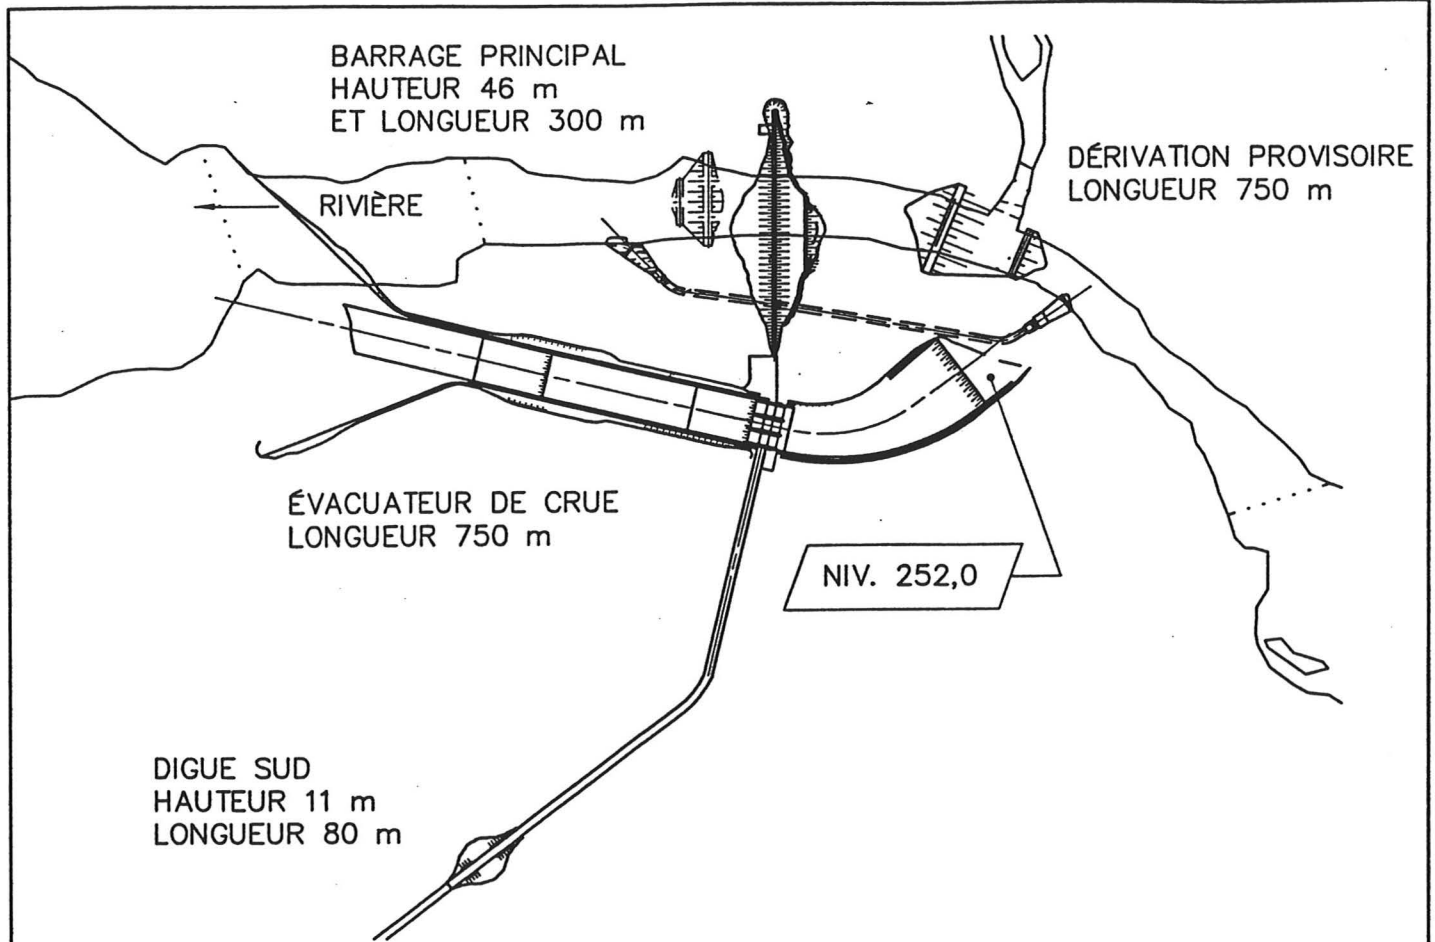 BARRAGE PRINCIPAL
HAUTEUR 46 m
ET LONGUEUR 300 m
DÉRIVATION PROVISOIRE
LONGUEUR 750 m
RIVIÈRE
ÉVACUATEUR DE CRUE
LONGUEUR 750 m
NIV. 252,0
DIGUE SUD
HAUTEUR 11 m
LONGUEUR 80 m